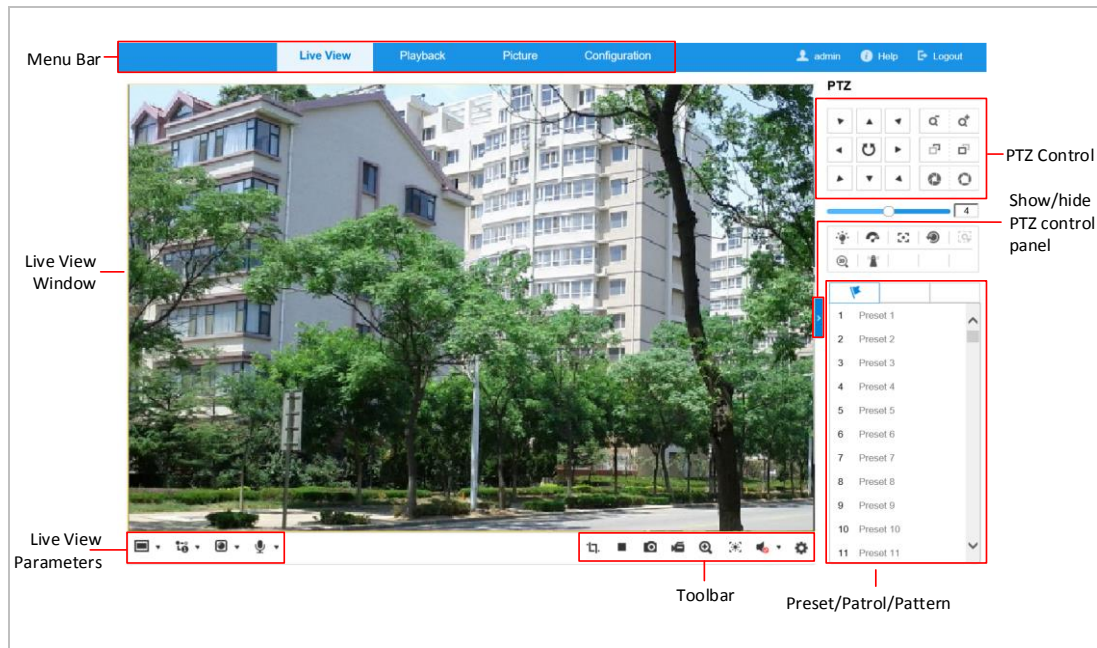 Menu Bar
Live View
Playback
Picture
Configuration
admin
Help
Logout
PTZ
PTZ Control
4
Show/hide
PTZ control
panel
Live View
Window
1 Preset 1
2 Preset 2
3 Preset 3
4 Preset 4
5 Preset 5
6 Preset 6
7 Preset 7
8 Preset 8
9 Preset 9
10 Preset 10
11 Preset 11
Live View
Parameters
Toolbar
Preset/Patrol/Pattern